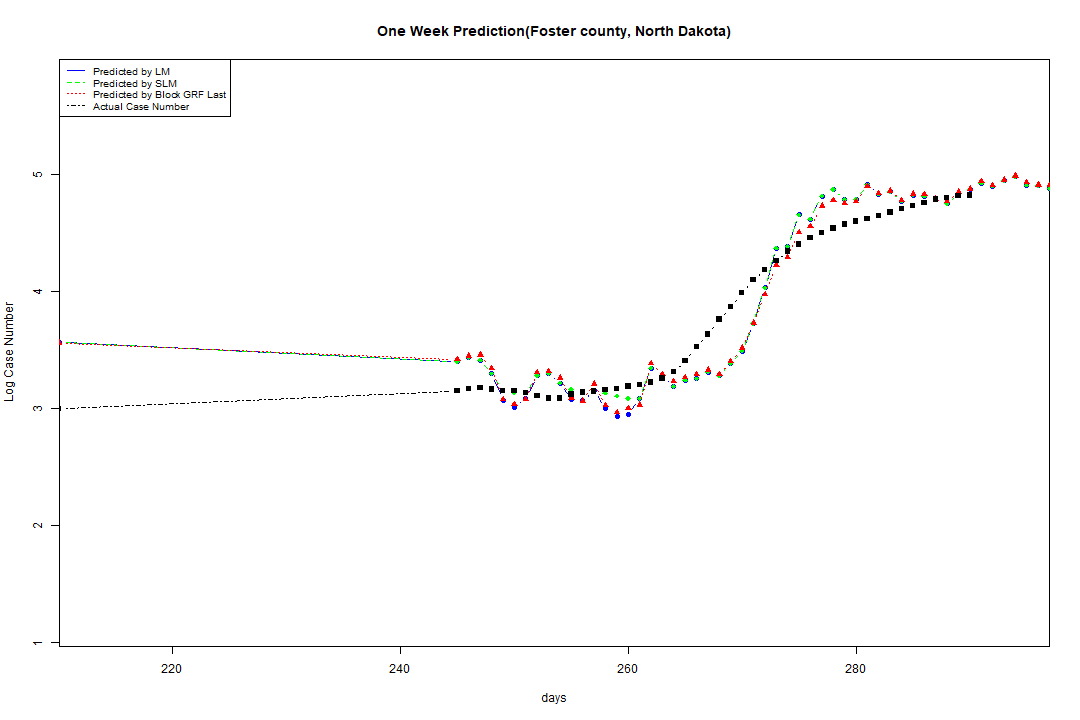 One Week Prediction(Foster county, North Dakota)
Predicted by LM
Predicted by SLM
Predicted by Block GRF Last
Actual Case Number
5
4
3
2
1
Log Case Number
220 240 260 280
days